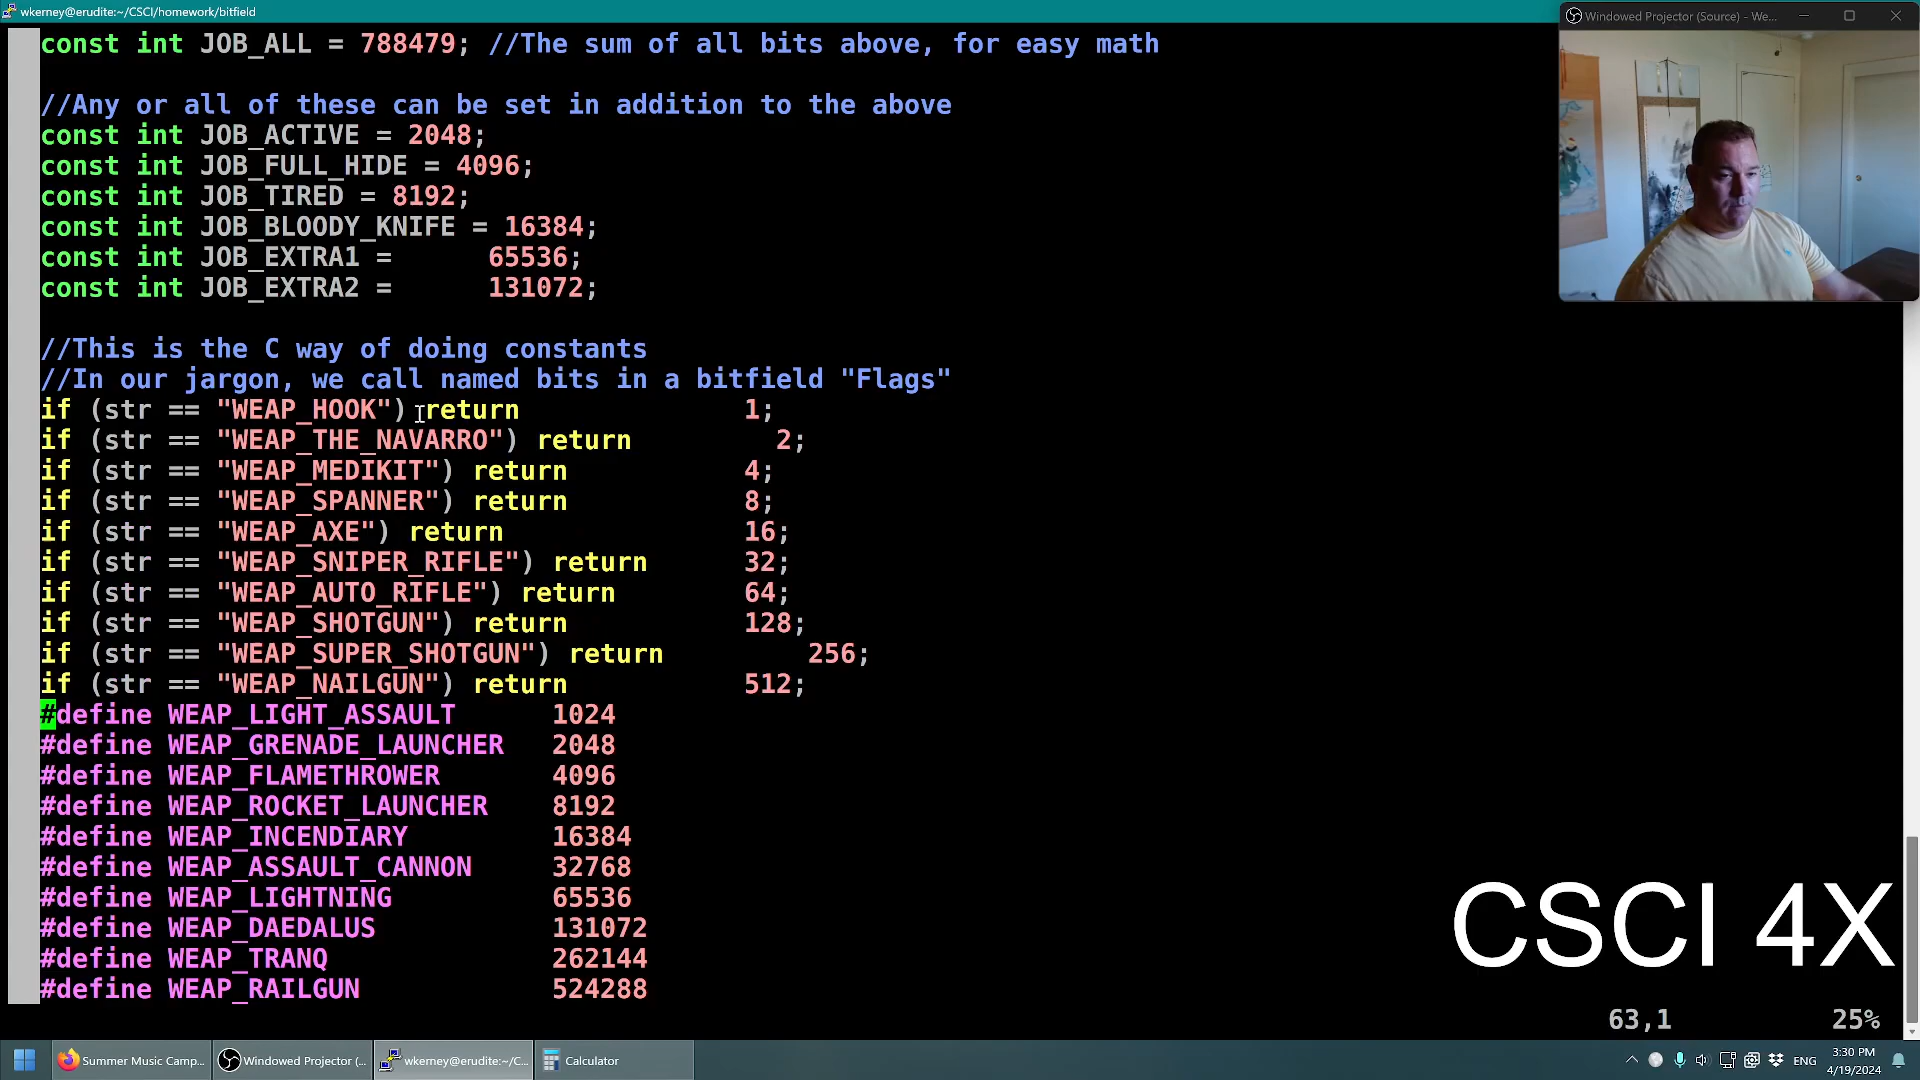 wkerney@erudite:~/CSCI/homework/bitfield
Windowed Projector (Source) - We...
const int JOB_ALL = 788479; //The sum of all bits above, for easy math
//Any or all of these can be set in addition to the above
const int JOB_ACTIVE = 2048;
const int JOB_FULL_HIDE = 4096;
const int JOB_TIRED = 8192;
const int JOB_BLOODY_KNIFE = 16384;
const int JOB_EXTRA1 =      65536;
const int JOB_EXTRA2 =      131072;
//This is the C way of doing constants
//In our jargon, we call named bits in a bitfield "Flags"
if (str == "WEAP_HOOK") return              1;
if (str == "WEAP_THE_NAVARRO") return         2;
if (str == "WEAP_MEDIKIT") return           4;
if (str == "WEAP_SPANNER") return           8;
if (str == "WEAP_AXE") return               16;
if (str == "WEAP_SNIPER_RIFLE") return      32;
if (str == "WEAP_AUTO_RIFLE") return        64;
if (str == "WEAP_SHOTGUN") return           128;
if (str == "WEAP_SUPER_SHOTGUN") return         256;
if (str == "WEAP_NAILGUN") return           512;
#define WEAP_LIGHT_ASSAULT      1024
#define WEAP_GRENADE_LAUNCHER   2048
#define WEAP_FLAMETHROWER       4096
#define WEAP_ROCKET_LAUNCHER    8192
#define WEAP_INCENDIARY         16384
#define WEAP_ASSAULT_CANNON     32768
#define WEAP_LIGHTNING          65536
#define WEAP_DAEDALUS           131072
#define WEAP_TRANQ              262144
#define WEAP_RAILGUN            524288
CSCI 4X
63,1 25%
Summer Music Camp... Windowed Projector (... wkerney@erudite:~/C... Calculator ENG 3:30 PM
4/19/2024